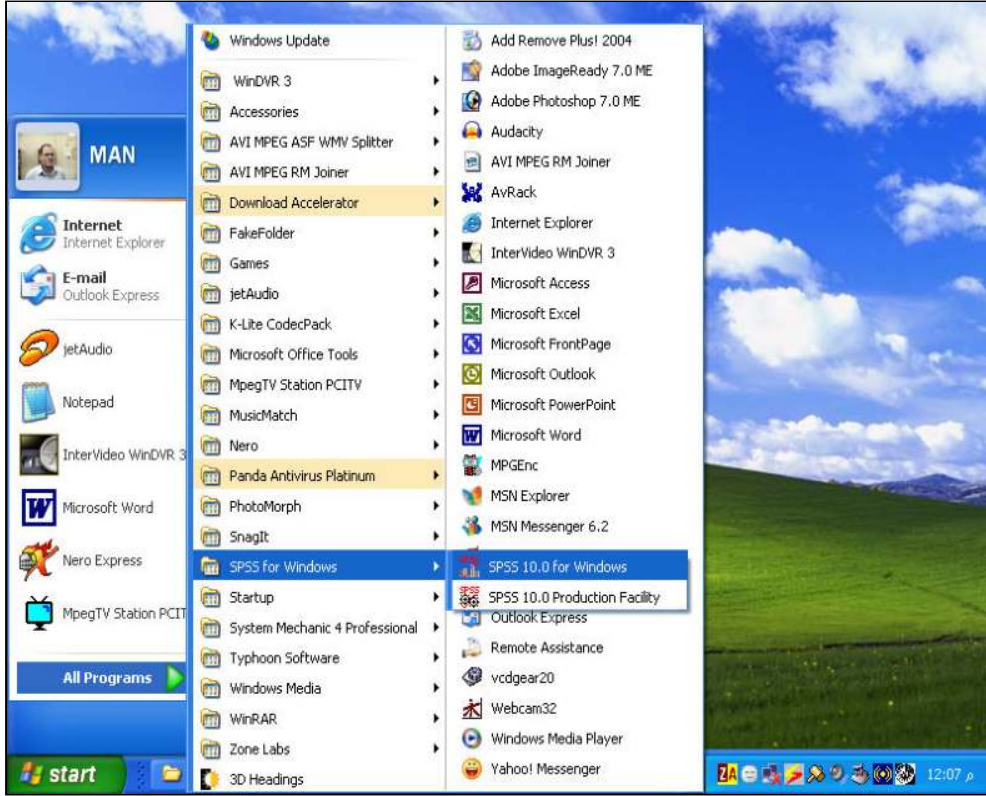 MAN
Internet
Internet Explorer
E-mail
Outlook Express
jetAudio
Notepad
InterVideo WinDVR 3
Microsoft Word
Nero Express
MpegTV Station PCIT
All Programs
start
Windows Update
WinDVR 3
Accessories
AVI MPEG ASF WMV Splitter
AVI MPEG RM Joiner
Download Accelerator
FakeFolder
Games
jetAudio
K-Lite CodecPack
Microsoft Office Tools
MpegTV Station PCITV
MusicMatch
Nero
Panda Antivirus Platinum
PhotoMorph
SnagIt
SPSS for Windows
Startup
System Mechanic 4 Professional
Typhoon Software
Windows Media
WinRAR
Zone Labs
3D Headings
Add Remove Plus! 2004
Adobe ImageReady 7.0 ME
Adobe Photoshop 7.0 ME
Audacity
AVI MPEG RM Joiner
AvRack
Internet Explorer
InterVideo WinDVR 3
Microsoft Access
Microsoft Excel
Microsoft FrontPage
Microsoft Outlook
Microsoft PowerPoint
Microsoft Word
MPGEnc
MSN Explorer
MSN Messenger 6.2
SPSS 10.0 for Windows
SPSS 10.0 Production Facility
Outlook Express
Remote Assistance
vcdgear20
Webcam32
Windows Media Player
Yahoo! Messenger
ZA
12:07 م